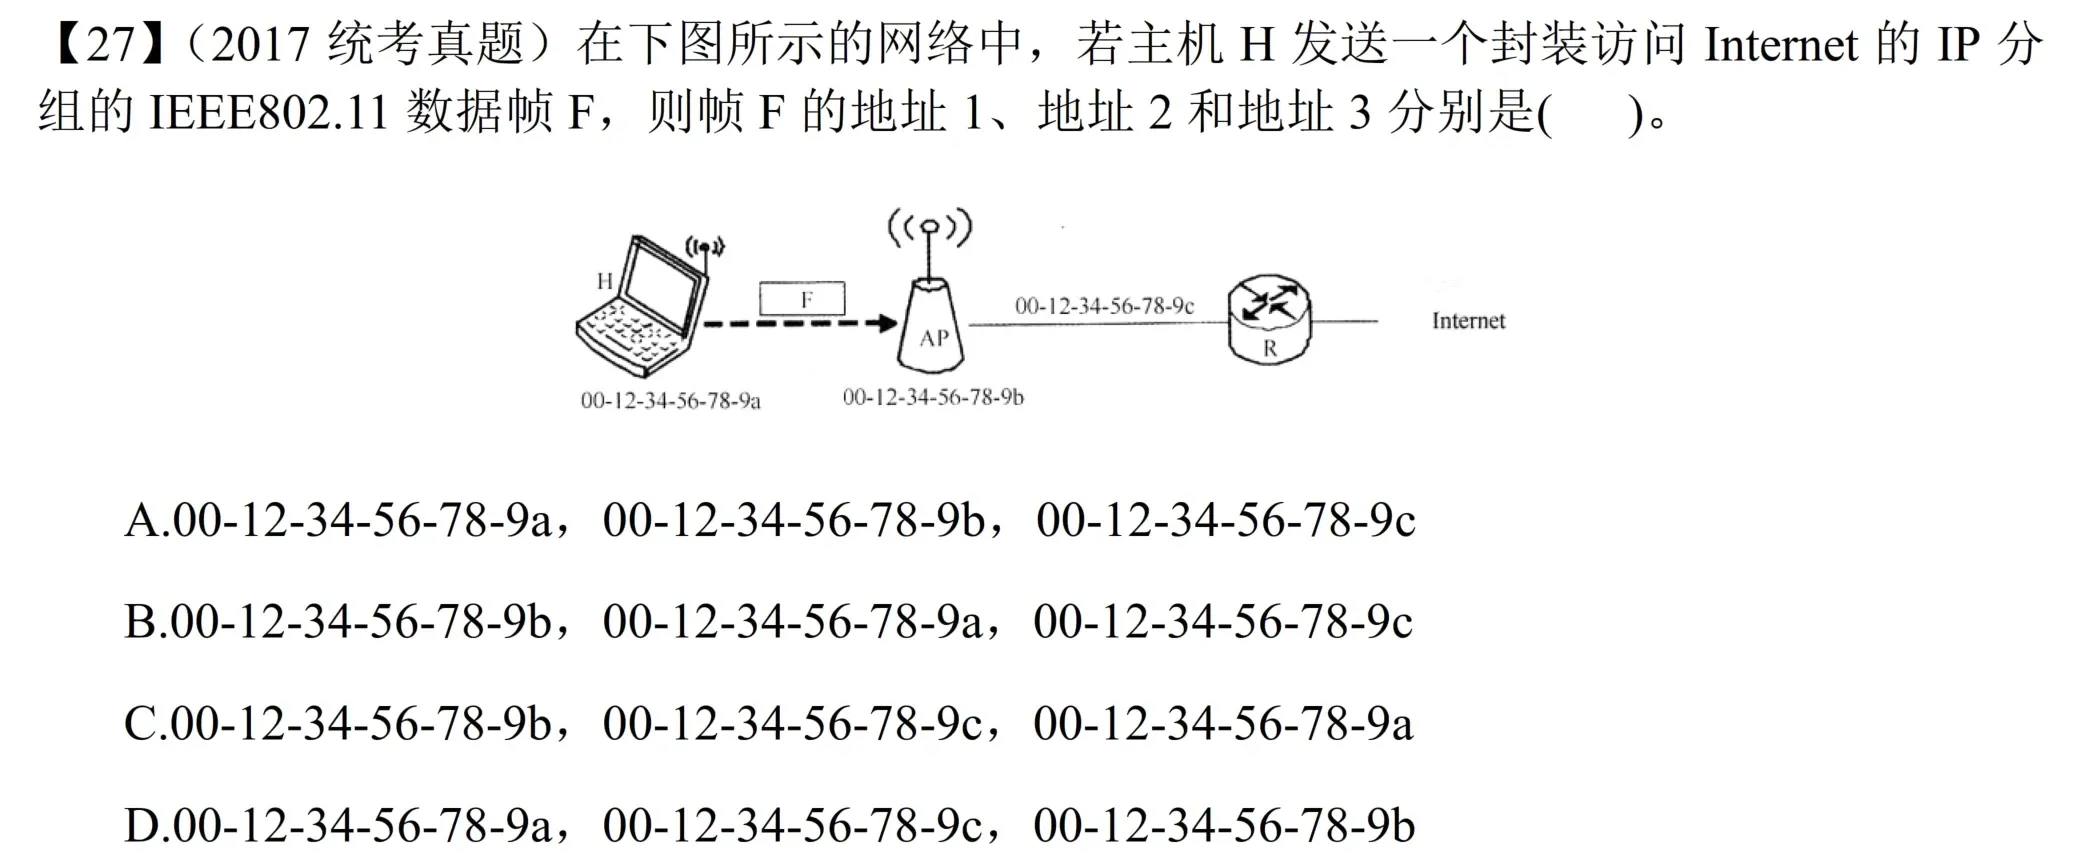 【27】（2017 统考真题）在下图所示的网络中，若主机 H 发送一个封装访问 Internet 的 IP 分
组的 IEEE802.11 数据帧 F，则帧 F 的地址 1、地址 2 和地址 3 分别是(    )。
H
F
AP
00-12-34-56-78-9c
R
Internet
00-12-34-56-78-9a
00-12-34-56-78-9b
A.00-12-34-56-78-9a，00-12-34-56-78-9b，00-12-34-56-78-9c
B.00-12-34-56-78-9b，00-12-34-56-78-9a，00-12-34-56-78-9c
C.00-12-34-56-78-9b，00-12-34-56-78-9c，00-12-34-56-78-9a
D.00-12-34-56-78-9a，00-12-34-56-78-9c，00-12-34-56-78-9b